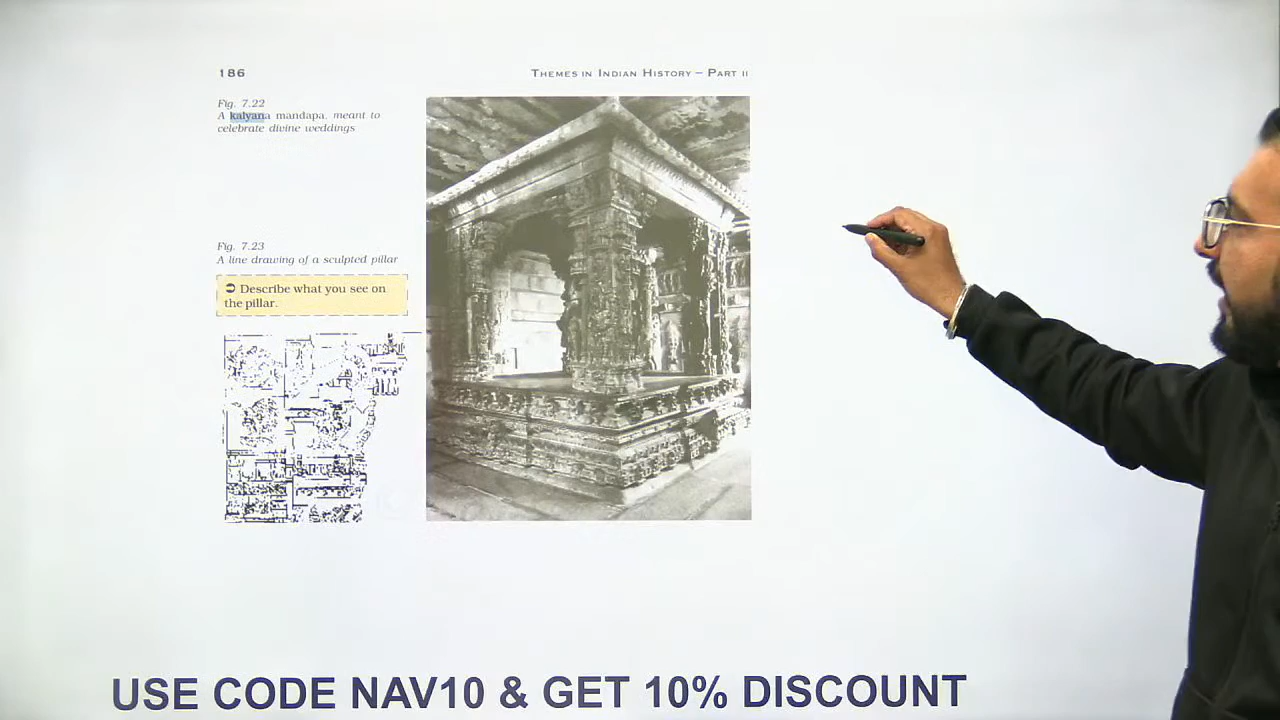 186
THEMES IN INDIAN HISTORY – PART II
Fig. 7.22
A kalyana mandapa, meant to
celebrate divine weddings
Fig. 7.23
A line drawing of a sculpted pillar
➲ Describe what you see on
the pillar.
USE CODE NAV10 & GET 10% DISCOUNT